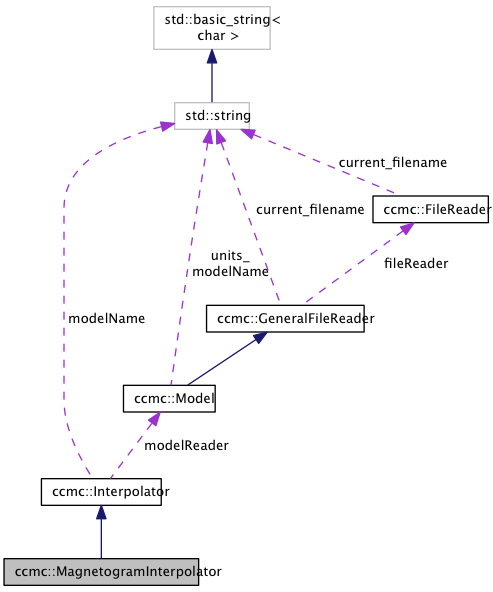 std::basic_string<
char >
std::string
current_filename
ccmc::FileReader
current_filename
fileReader
units_
modelName
ccmc::GeneralFileReader
modelName
ccmc::Model
modelReader
ccmc::Interpolator
ccmc::MagnetogramInterpolator